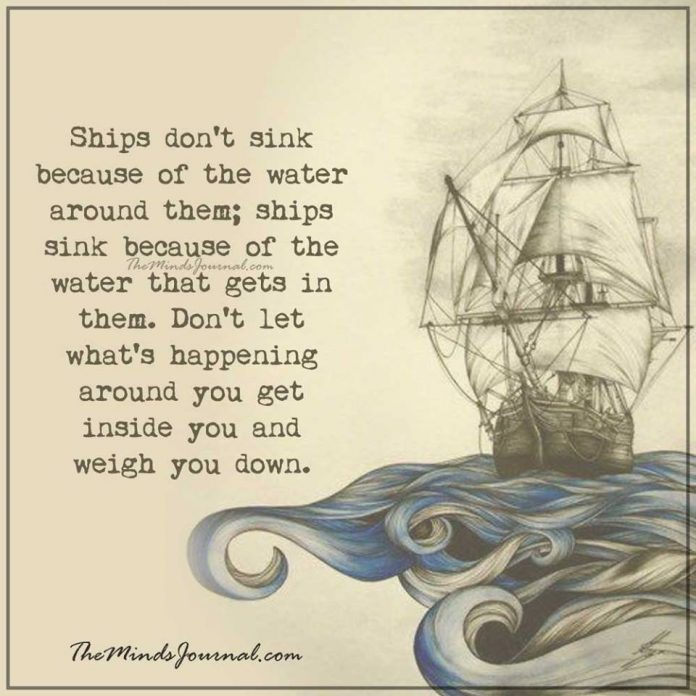 Ships don't sink
because of the water
around them; ships
sink because of the
TheMindsJournal.com
water that gets in
them. Don't let
what's happening
around you get
inside you and
weigh you down.
TheMindsJournal.com